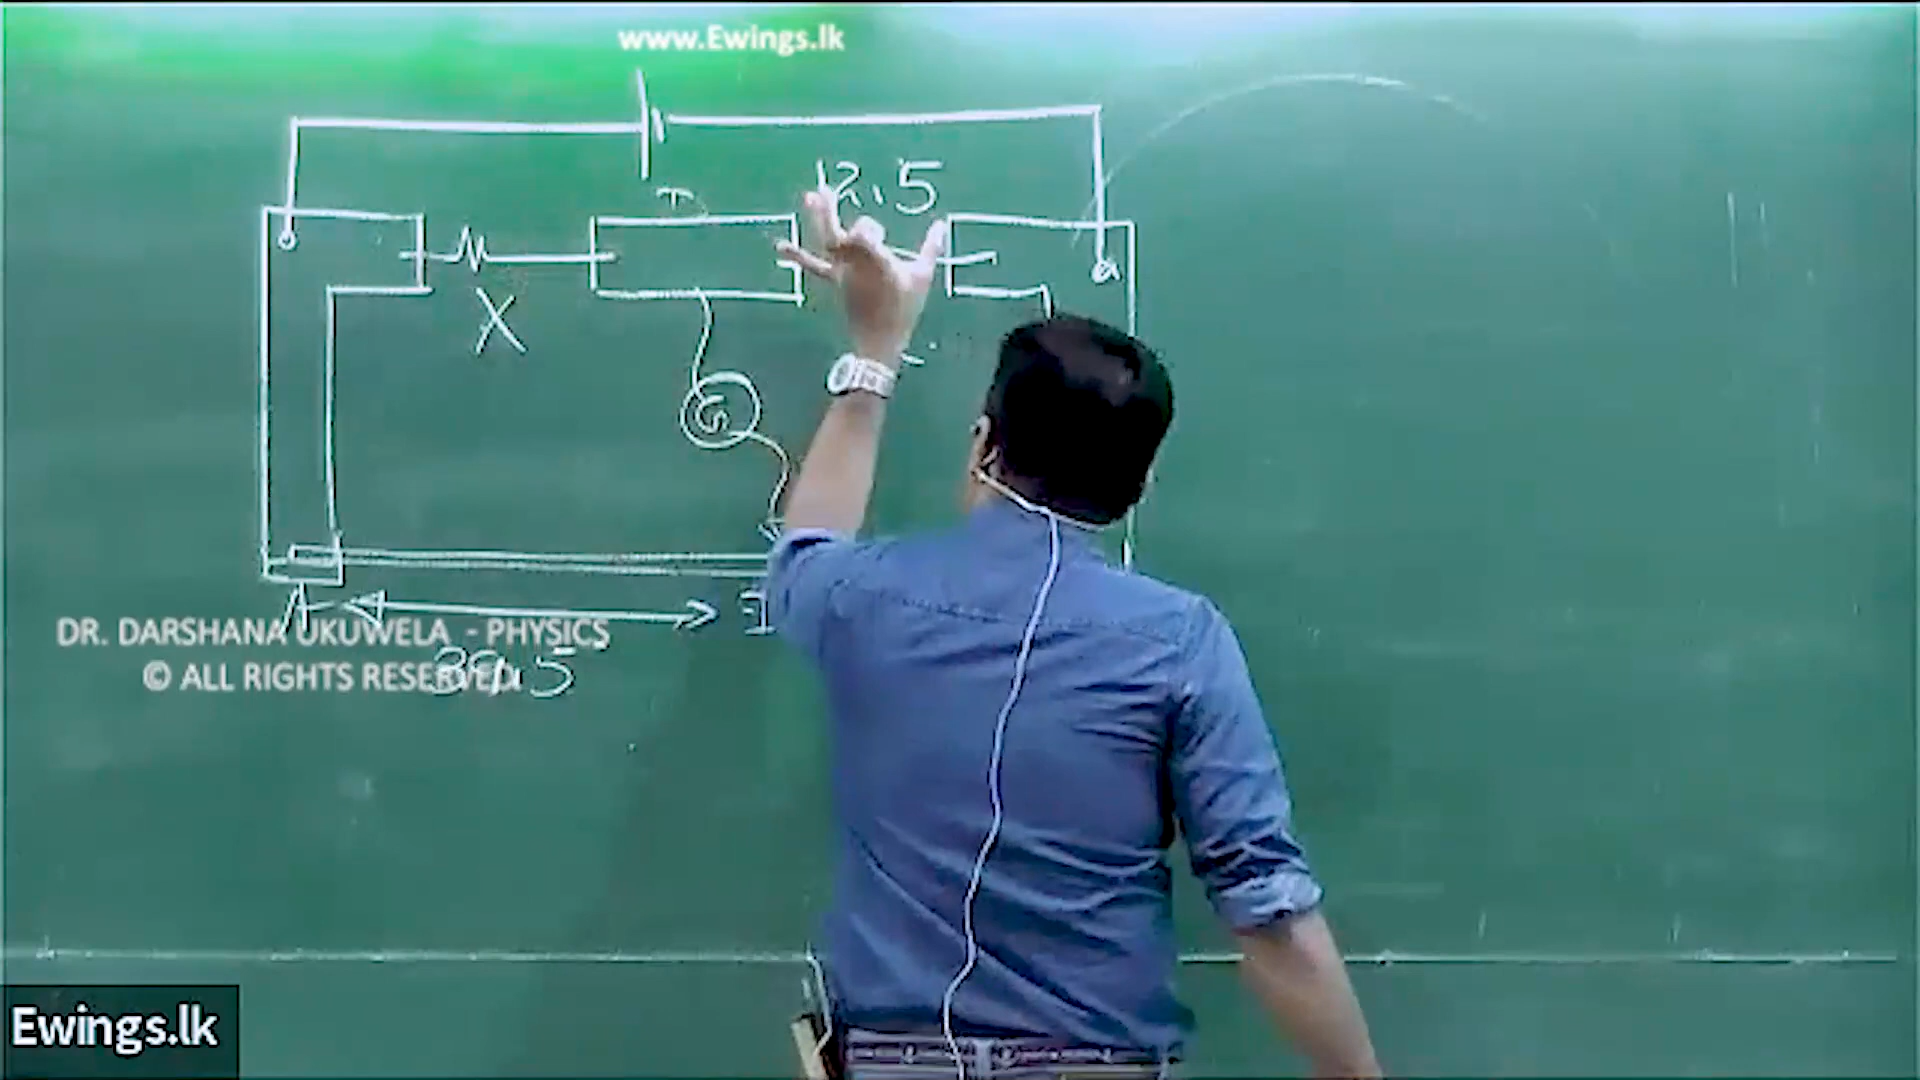 www.Ewings.lk
12.5
X
G
A
DR. DARSHANA UKUWELA - PHYSICS
© ALL RIGHTS RESERVED
Ewings.lk